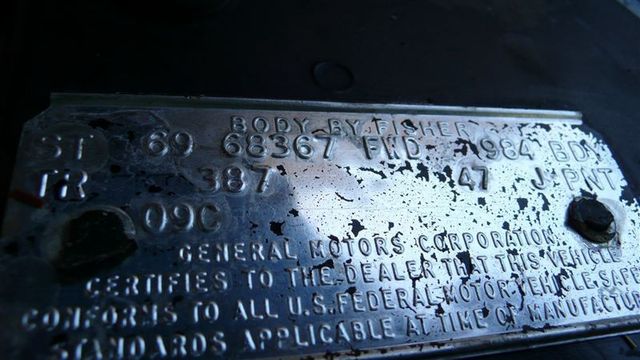 BODY BY FISHER
ST 69 68367 FWD 984 BDY
TR 387 47 J PNT
09C
GENERAL MOTORS CORPORATION
CERTIFIES TO THE DEALER THAT THIS VEHICLE
CONFORMS TO ALL U.S. FEDERAL MOTOR VEHICLE SAFE
STANDARDS APPLICABLE AT TIME OF MANUFACTU